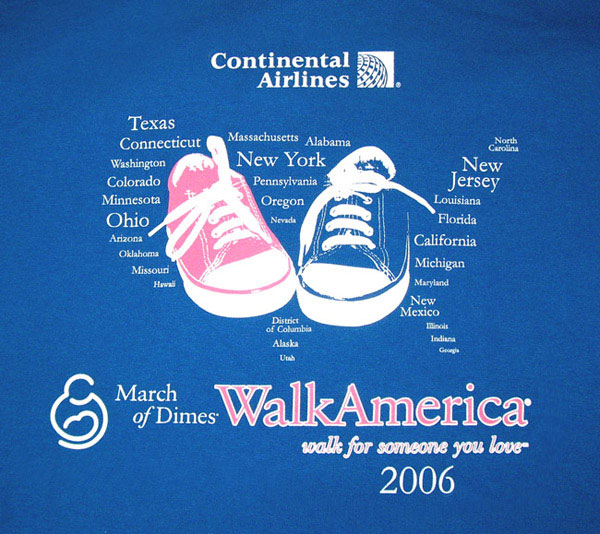 Continental
Airlines
Texas
Connecticut
Washington
Colorado
Minnesota
Ohio
Arizona
Oklahoma
Missouri
Hawaii
Massachusetts
Alabama
New York
Pennsylvania
Oregon
Nevada
North
Carolina
New
Jersey
Louisiana
Florida
California
Michigan
Maryland
New
Mexico
Illinois
Indiana
Georgia
District
of Columbia
Alaska
Utah
March
of Dimes®
WalkAmerica®
walk for someone you love℠
2006